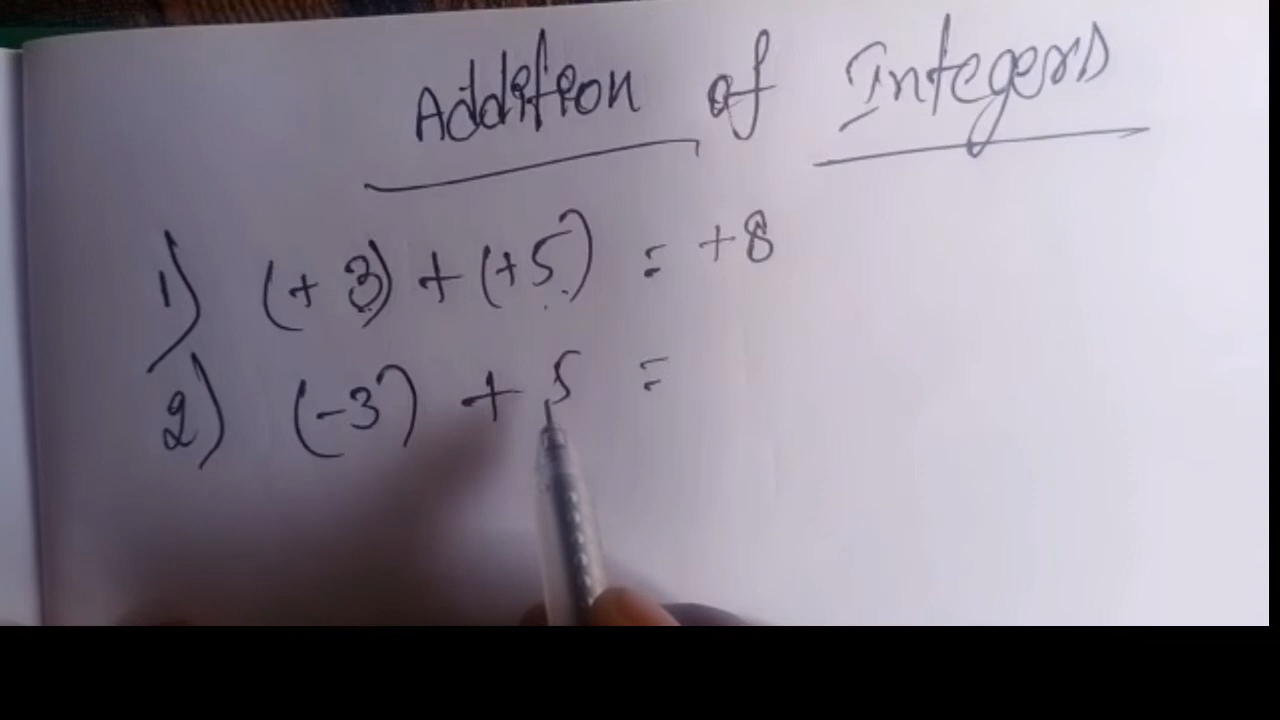 Addition of Integers
1) (+3) + (+5) = +8
2) (-3) + 5 =